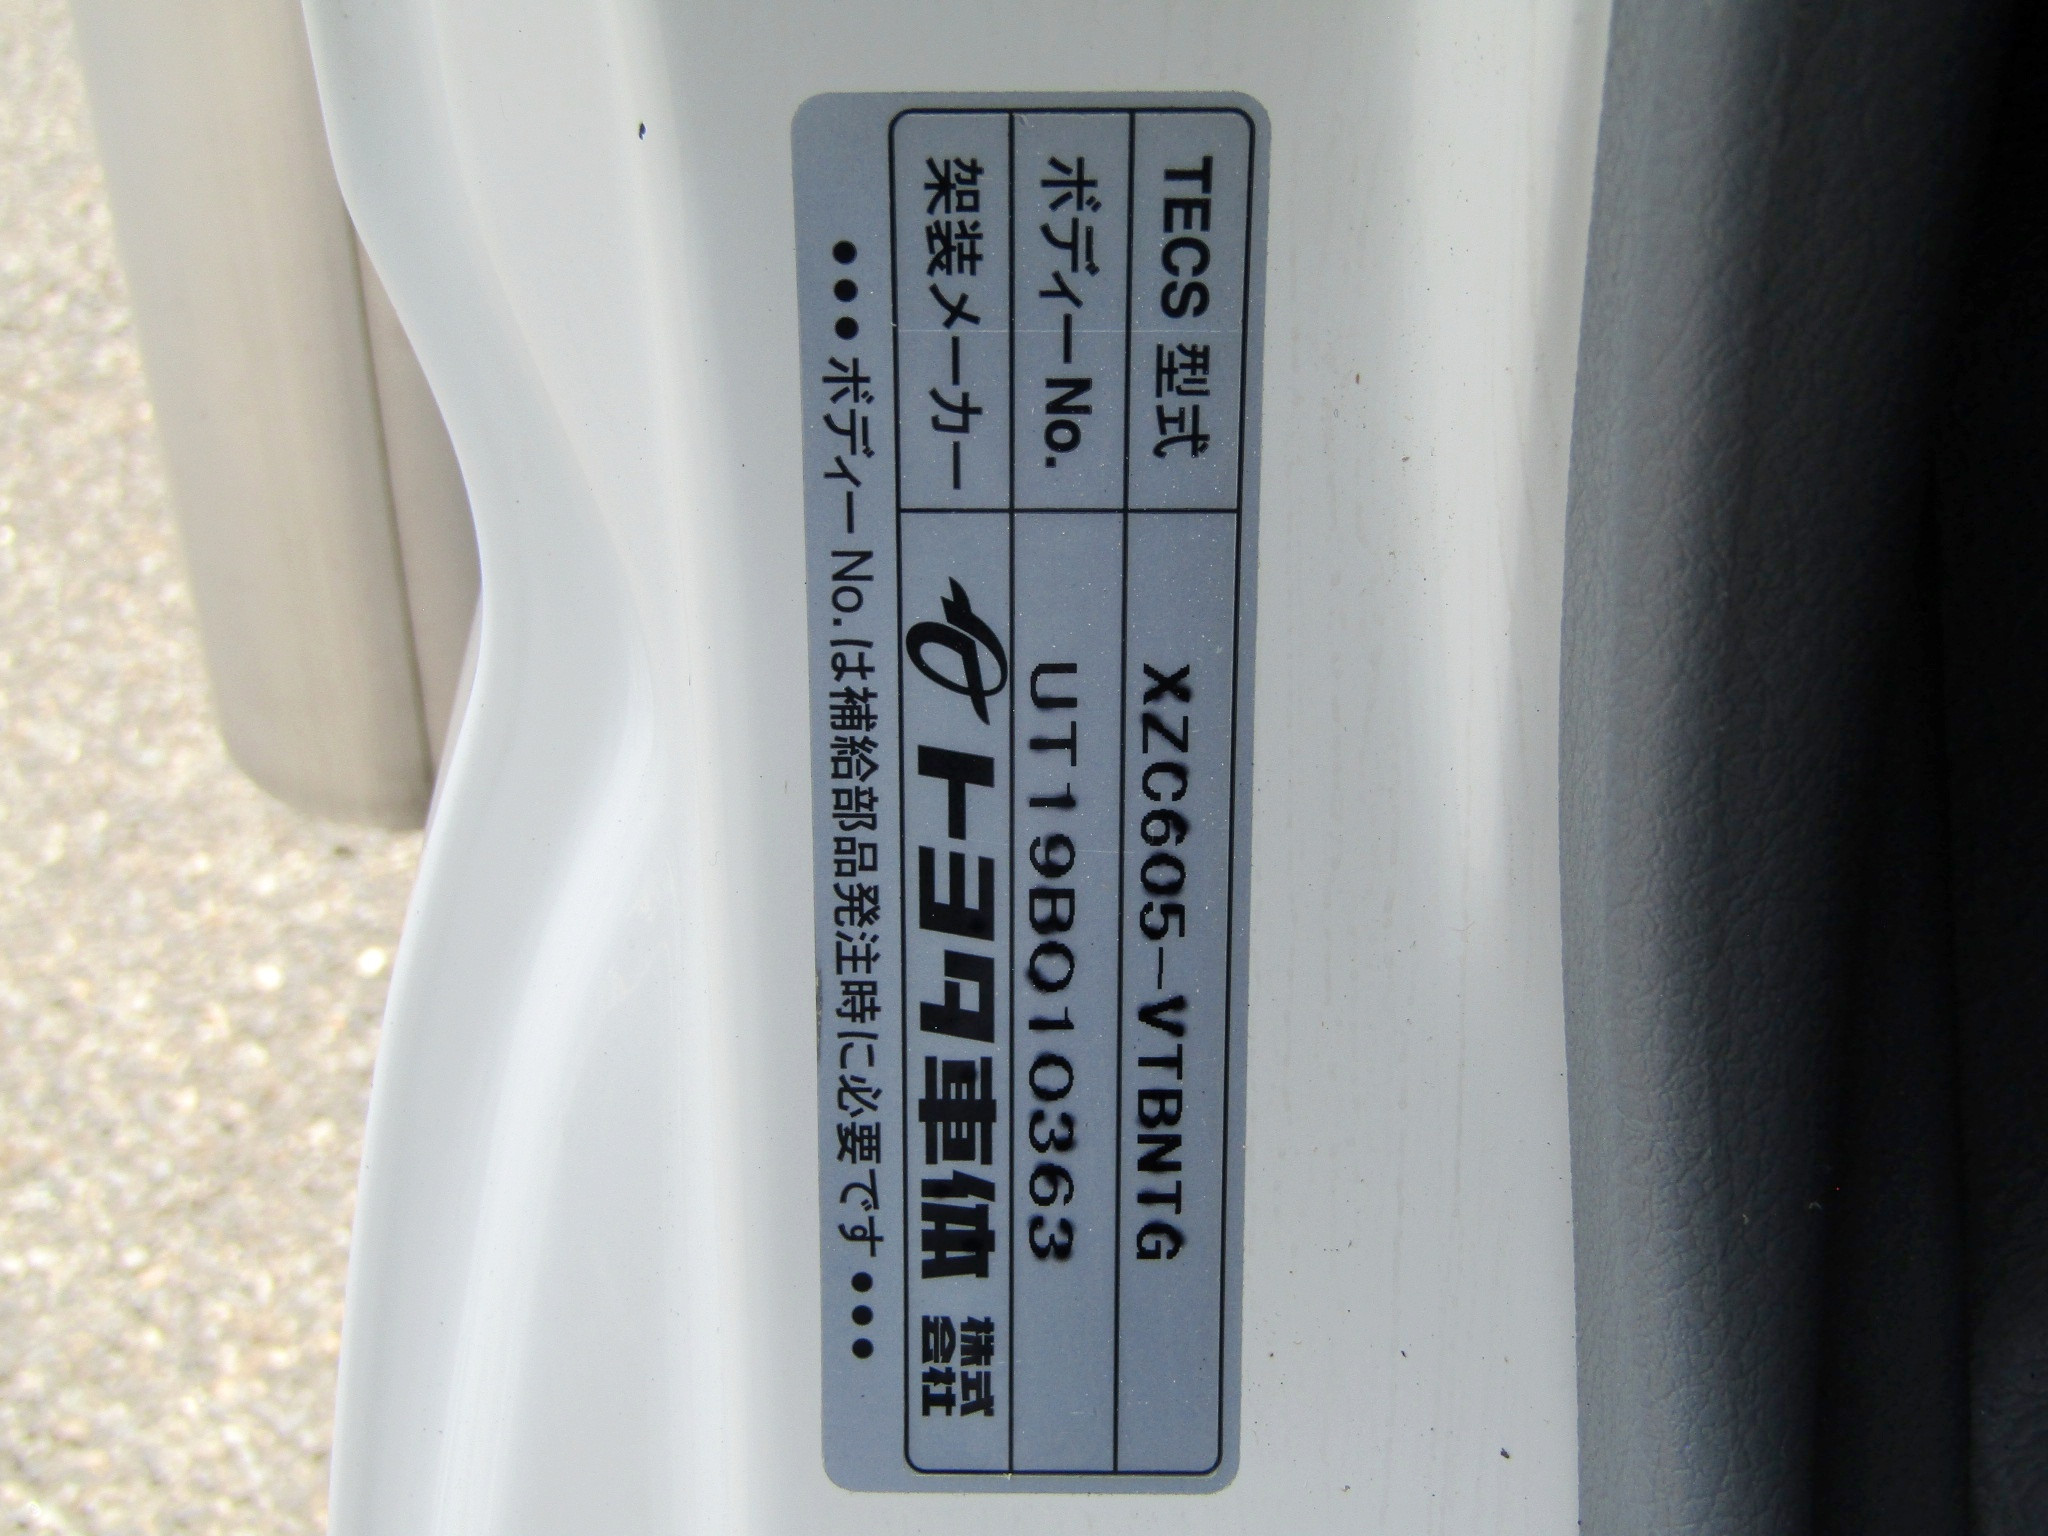 TECS 型式 XZC605-VTBNTG
ボディーNo. UT19B010363
架装メーカー トヨタ車体 株式会社
●●●ボディーNo.は補給部品発注時に必要です●●●